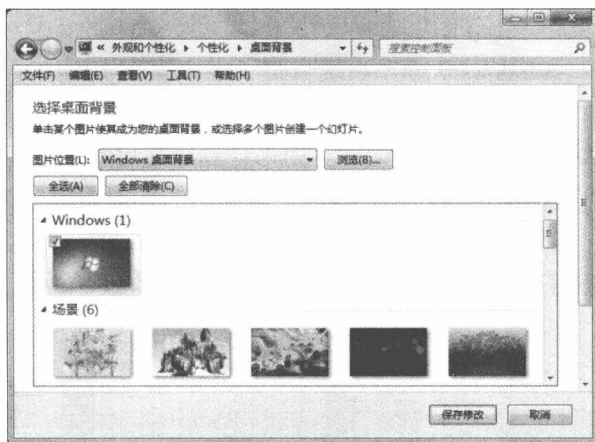 « 外观和个性化 ▸ 个性化 ▸ 桌面背景 搜索控制面板
文件(F) 编辑(E) 查看(V) 工具(T) 帮助(H)
选择桌面背景
单击某个图片使其成为您的桌面背景，或选择多个图片创建一个幻灯片。
图片位置(L): Windows 桌面背景 浏览(B)...
全选(A) 全部清除(C)
Windows (1)
场景 (6)
保存修改 取消